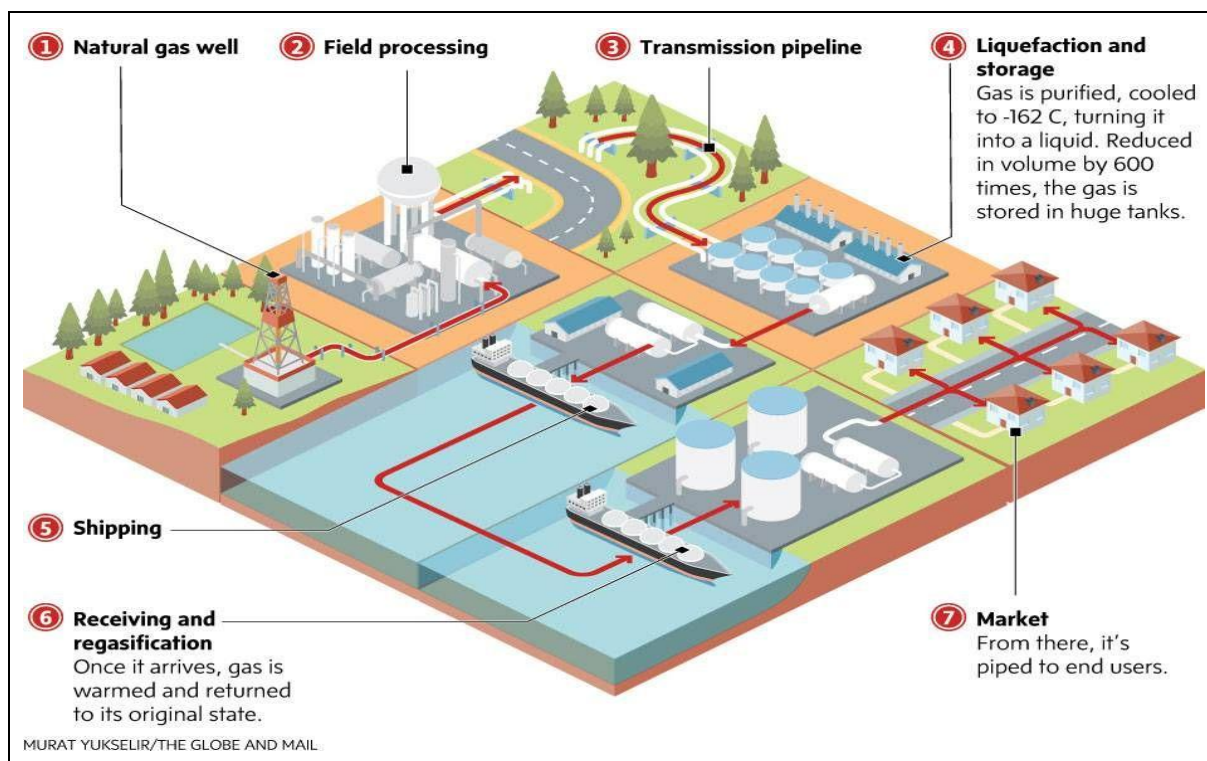 1 Natural gas well
2 Field processing
3 Transmission pipeline
4 Liquefaction and
storage
Gas is purified, cooled
to -162 C, turning it
into a liquid. Reduced
in volume by 600
times, the gas is
stored in huge tanks.
5 Shipping
6 Receiving and
regasification
Once it arrives, gas is
warmed and returned
to its original state.
7 Market
From there, it's
piped to end users.
MURAT YUKSELIR/THE GLOBE AND MAIL